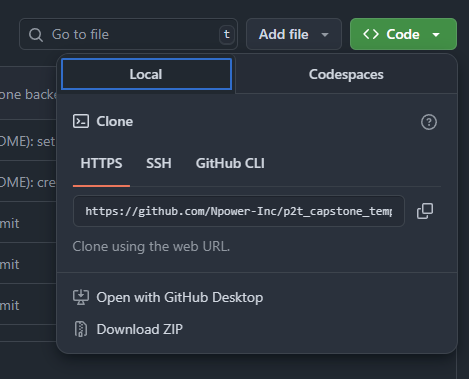 Go to file
t
Add file
Code
Local
Codespaces
one backe
Clone
OME): set
HTTPS
SSH
GitHub CLI
OME): cre
https://github.com/Npower-Inc/p2t_capstone_temp
mit
Clone using the web URL.
mit
Open with GitHub Desktop
mit
Download ZIP